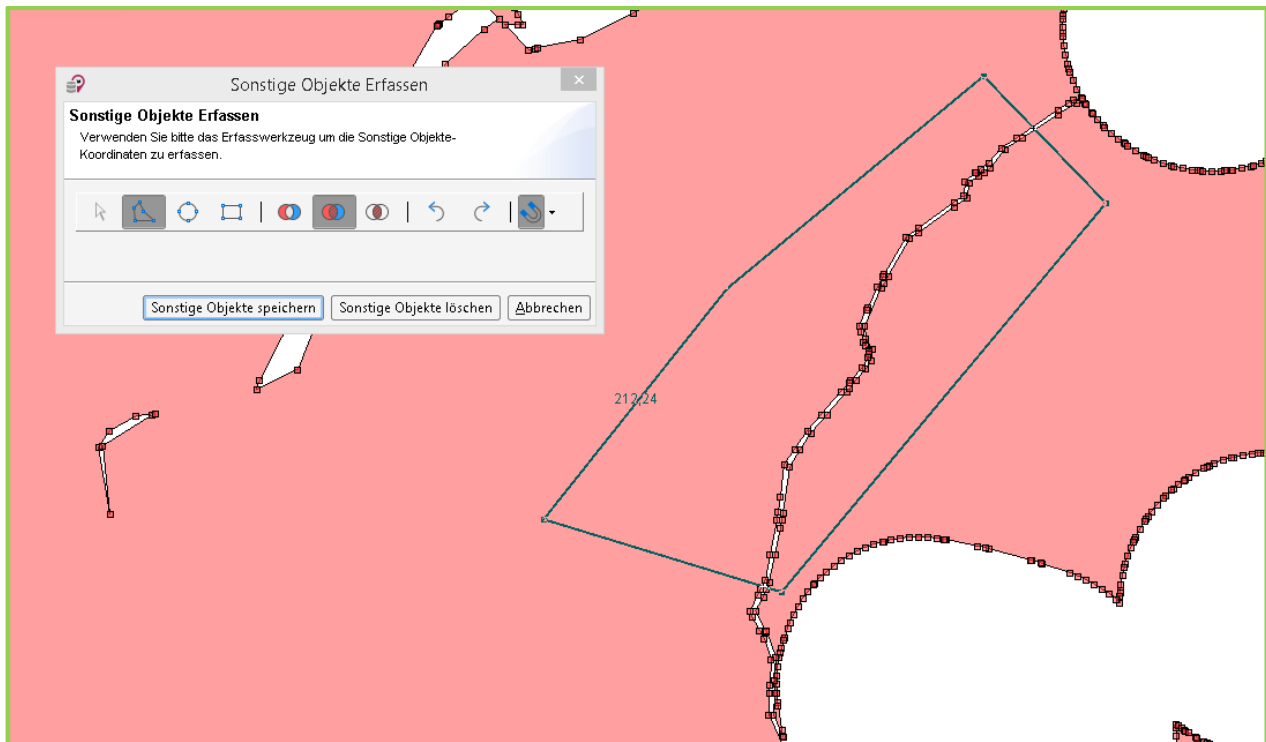 Sonstige Objekte Erfassen
Sonstige Objekte Erfassen
Verwenden Sie bitte das Erfasswerkzeug um die Sonstige Objekte-
Koordinaten zu erfassen.
Sonstige Objekte speichern
Sonstige Objekte löschen
Abbrechen
212,24